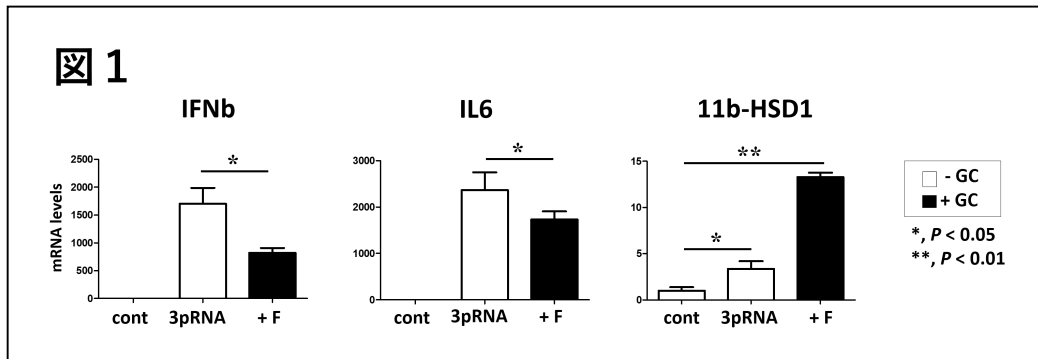 図 1
IFNb
IL6
11b-HSD1
mRNA levels
2500
2000
1500
1000
500
0
*
cont 3pRNA + F
3000
2000
1000
0
*
cont 3pRNA + F
15
10
5
0
**
*
cont 3pRNA + F
- GC
+ GC
*, P < 0.05
**, P < 0.01